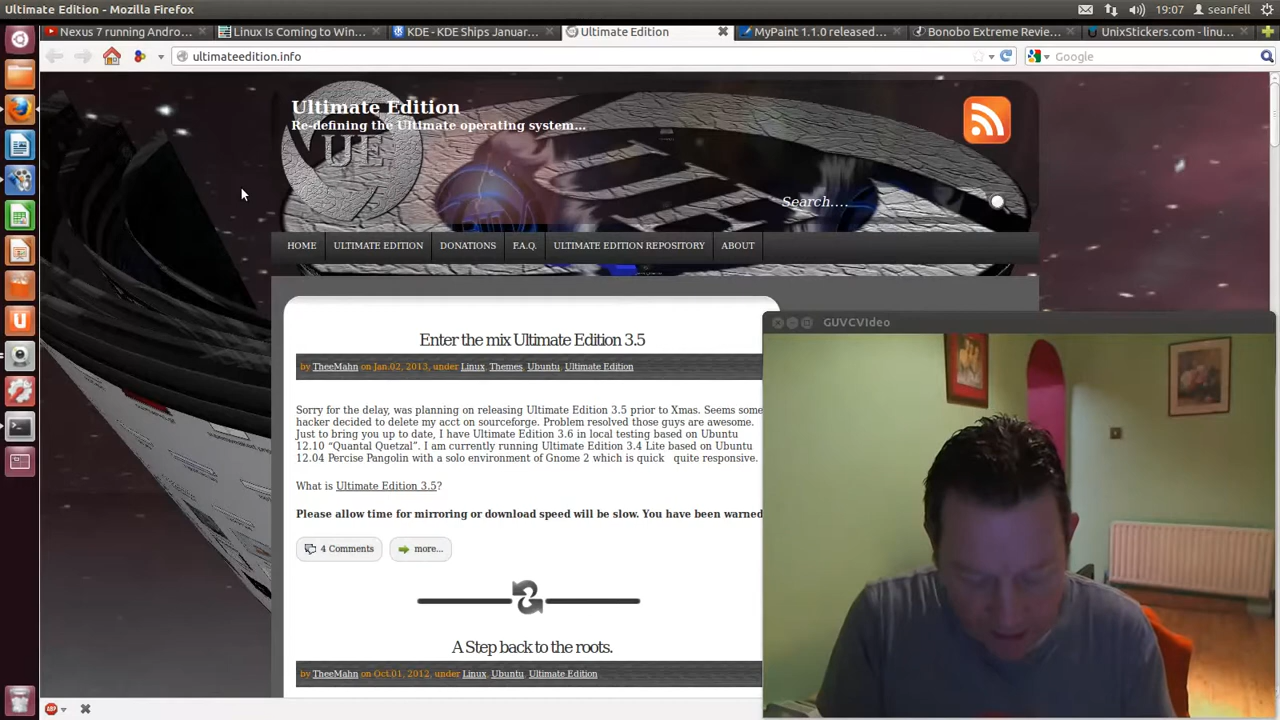 Ultimate Edition - Mozilla Firefox
19:07
seanfell
Nexus 7 running Andro...
Linux Is Coming to Win...
KDE - KDE Ships Januar...
Ultimate Edition
MyPaint 1.1.0 released...
Bonobo Extreme Revie...
UnixStickers.com - linu...
ultimateedition.info
Google
Ultimate Edition
Re-defining the Ultimate operating system...
UE
Search....
HOME
ULTIMATE EDITION
DONATIONS
F.A.Q.
ULTIMATE EDITION REPOSITORY
ABOUT
Enter the mix Ultimate Edition 3.5
by TheeMahn on Jan.02, 2013, under Linux, Themes, Ubuntu, Ultimate Edition
Sorry for the delay, was planning on releasing Ultimate Edition 3.5 prior to Xmas. Seems some
hacker decided to delete my acct on sourceforge. Problem resolved those guys are awesome.
Just to bring you up to date, I have Ultimate Edition 3.6 in local testing based on Ubuntu
12.10 “Quantal Quetzal”. I am currently running Ultimate Edition 3.4 Lite based on Ubuntu
12.04 Percise Pangolin with a solo environment of Gnome 2 which is quick quite responsive.
What is Ultimate Edition 3.5?
Please allow time for mirroring or download speed will be slow. You have been warned
4 Comments
more...
A Step back to the roots.
by TheeMahn on Oct.01, 2012, under Linux, Ubuntu, Ultimate Edition
GUVCVideo
ABP